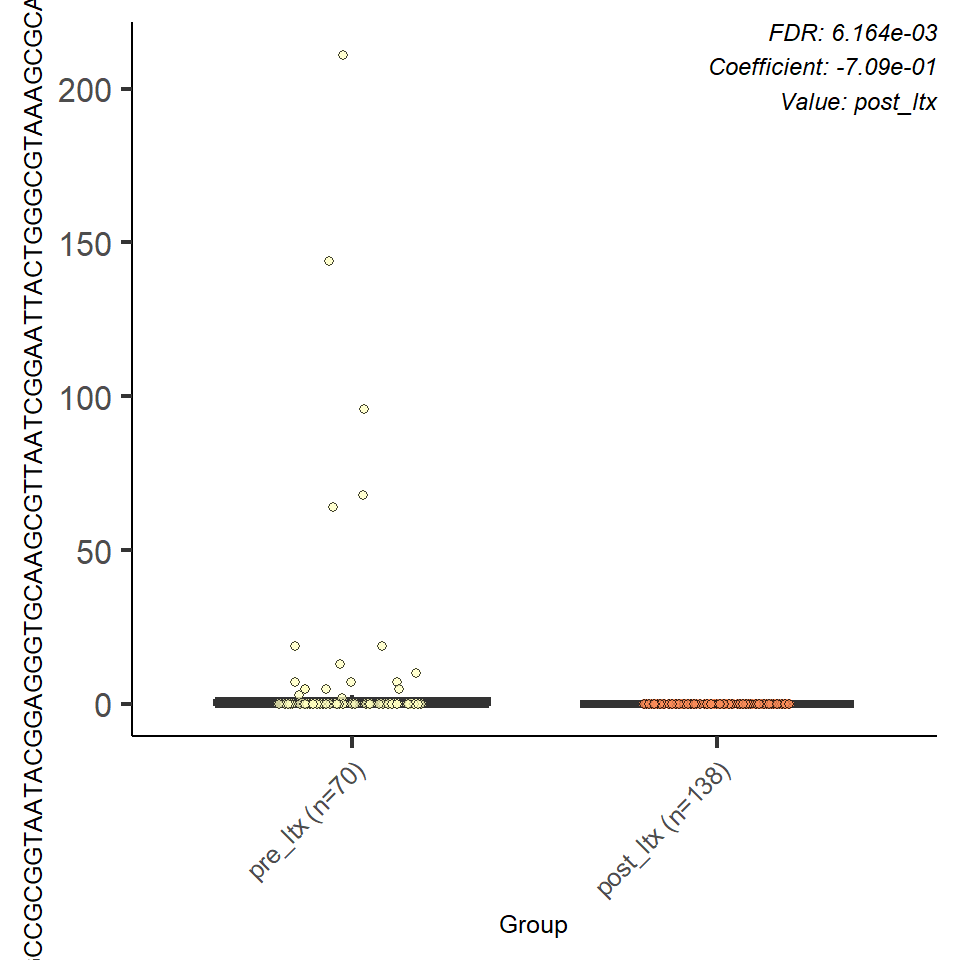 GCCGCGGTAATACGGAGGGTGCAAGCGTTAATCGGAATTACTGGGCGTAAAGCGCA
FDR: 6.164e-03
Coefficient: -7.09e-01
Value: post_ltx
200
150
100
50
0
pre_ltx (n=70)
post_ltx (n=138)
Group